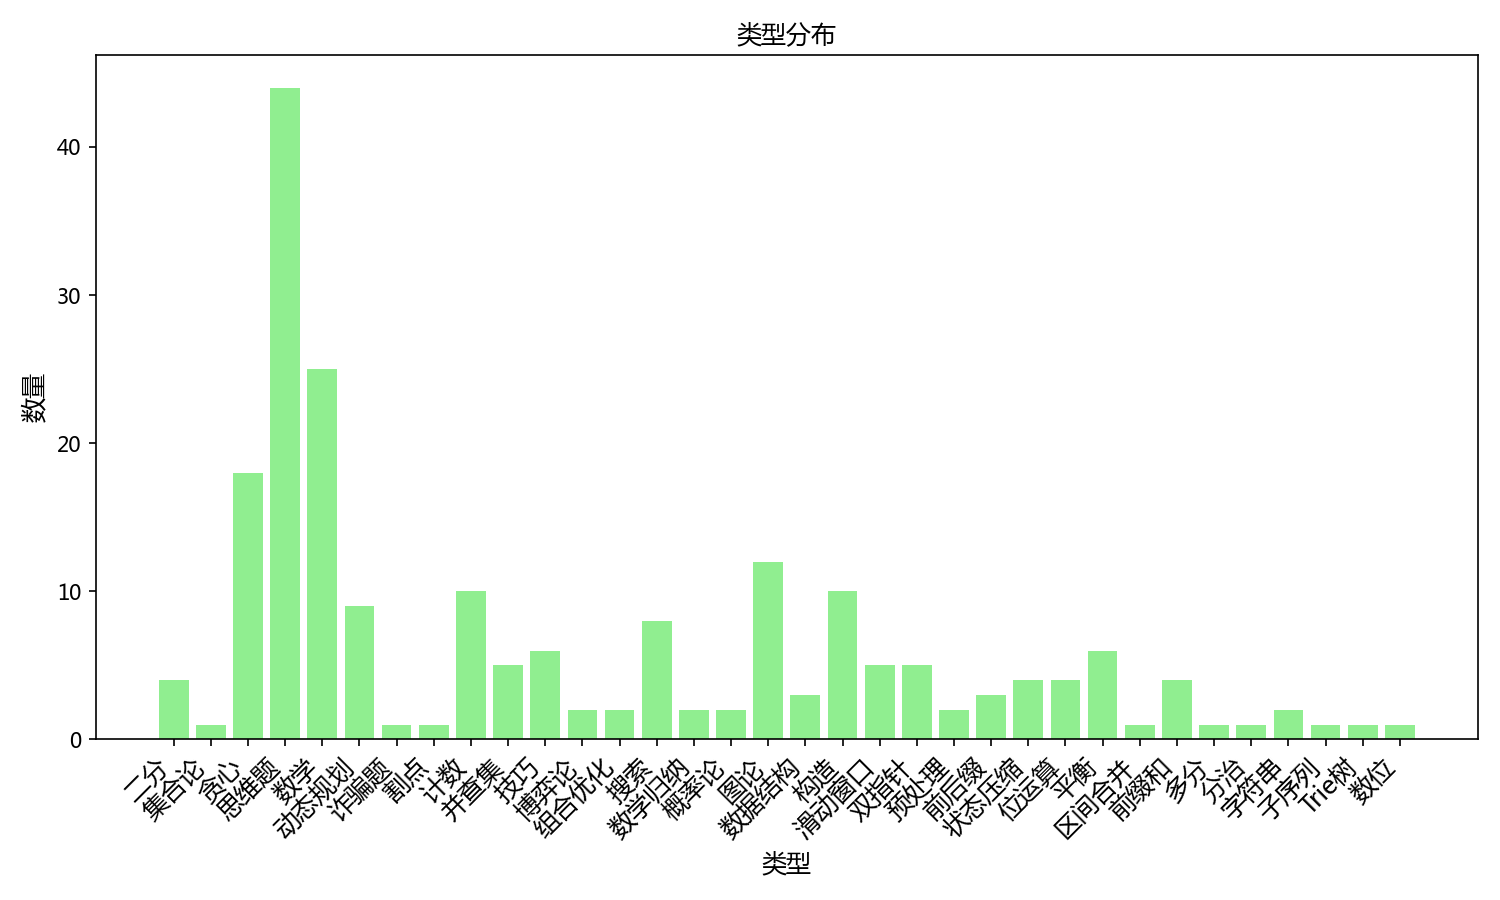 类型分布
数量
40
30
20
10
0
二分
集合论
贪心
思维题
数学
动态规划
诈骗题
割点
计数
并查集
技巧
博弈论
组合优化
搜索
数学归纳
概率论
图论
数据结构
构造
滑动窗口
双指针
预处理
前后缀
状态压缩
位运算
平衡
区间合并
前缀和
多分
分治
字符串
子序列
Trie树
数位
类型